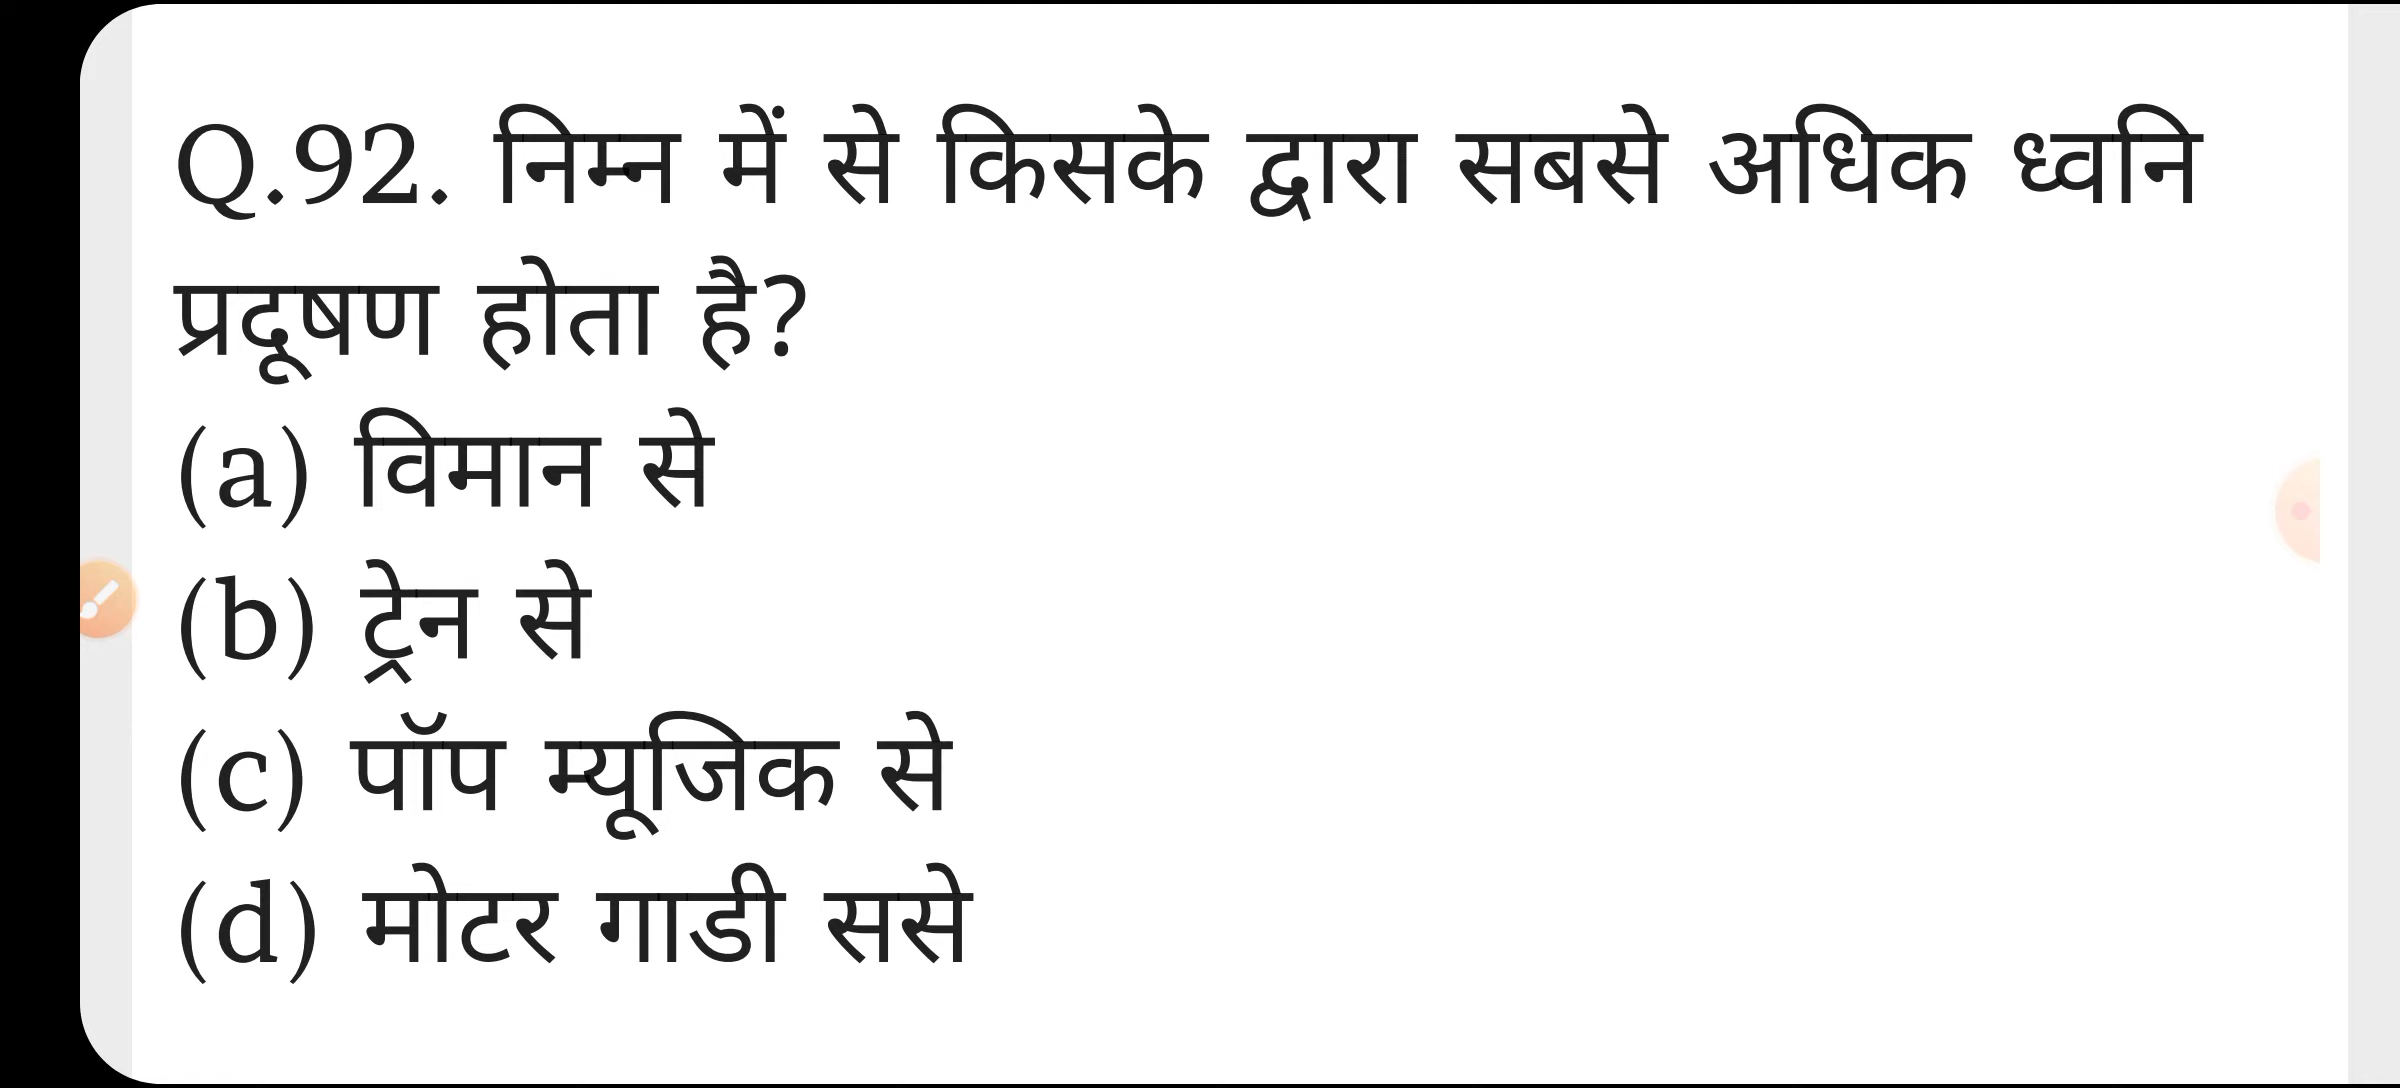 Q.92. निम्न में से किसके द्वारा सबसे अधिक ध्वनि
प्रदूषण होता है?
(a) विमान से
(b) ट्रेन से
(c) पॉप म्यूजिक से
(d) मोटर गाडी ससे